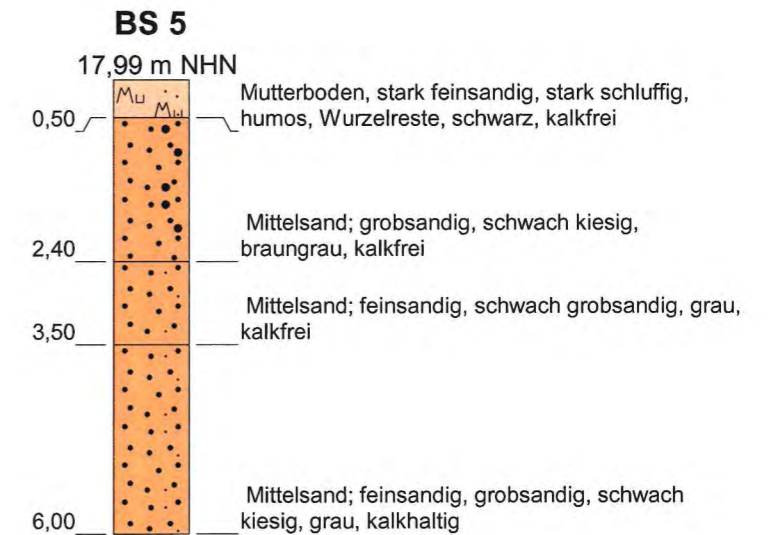 BS 5
17,99 m NHN
Mu
Mu
Mutterboden, stark feinsandig, stark schluffig,
0,50 humos, Wurzelreste, schwarz, kalkfrei
Mittelsand; grobsandig, schwach kiesig,
2,40 braungrau, kalkfrei
Mittelsand; feinsandig, schwach grobsandig, grau,
3,50 kalkfrei
Mittelsand; feinsandig, grobsandig, schwach
6,00 kiesig, grau, kalkhaltig